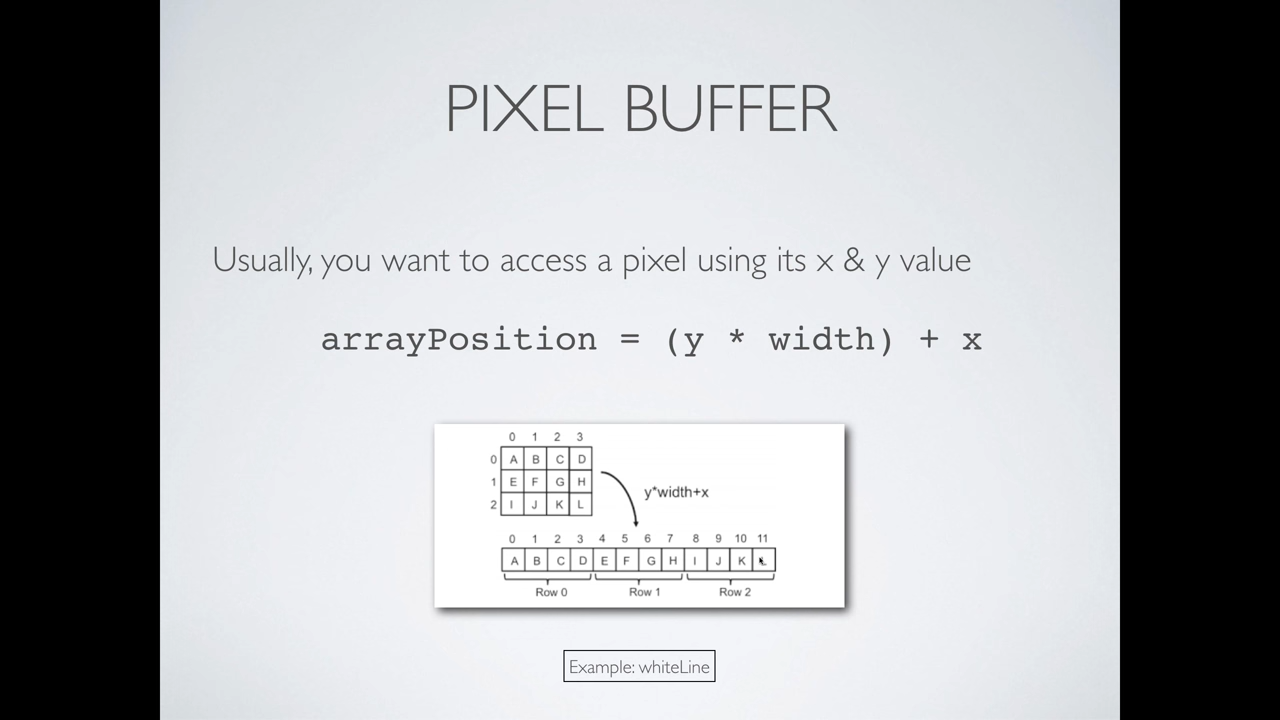 PIXEL BUFFER
Usually, you want to access a pixel using its x & y value
arrayPosition = (y * width) + x
0 1 2 3
0 A B C D
1 E F G H
2 I J K L
y*width+x
0 1 2 3 4 5 6 7 8 9 10 11
A B C D E F G H I J K
Row 0 Row 1 Row 2
Example: whiteLine